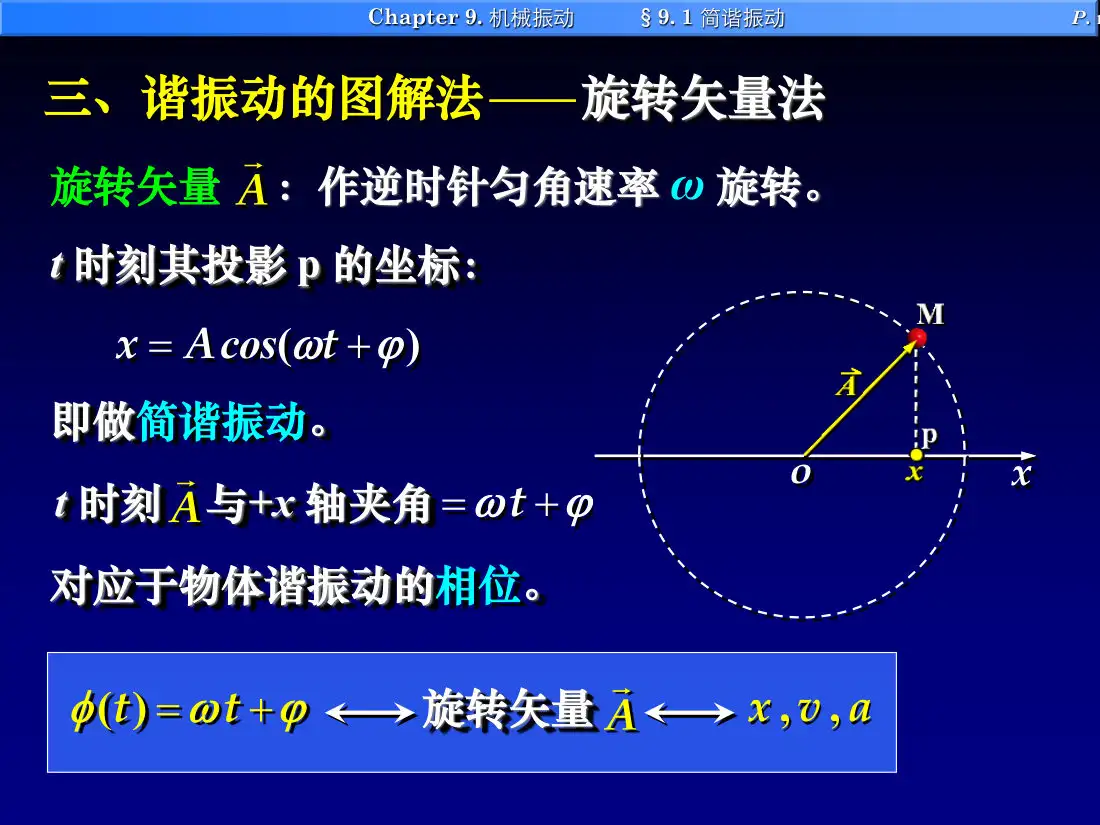 Chapter 9. 机械振动 §9. 1 简谐振动 P.
三、谐振动的图解法——旋转矢量法
旋转矢量 A⃗ ：作逆时针匀角速率 ω 旋转。
t 时刻其投影 p 的坐标：
x = A cos(ωt + φ)
即做简谐振动。
t 时刻 A⃗ 与+x 轴夹角 = ω t + φ
对应于物体谐振动的相位。
M
A⃗
p
O
x
x
ϕ(t) = ω t + φ ⟷ 旋转矢量 A⃗ ⟷ x , v , a